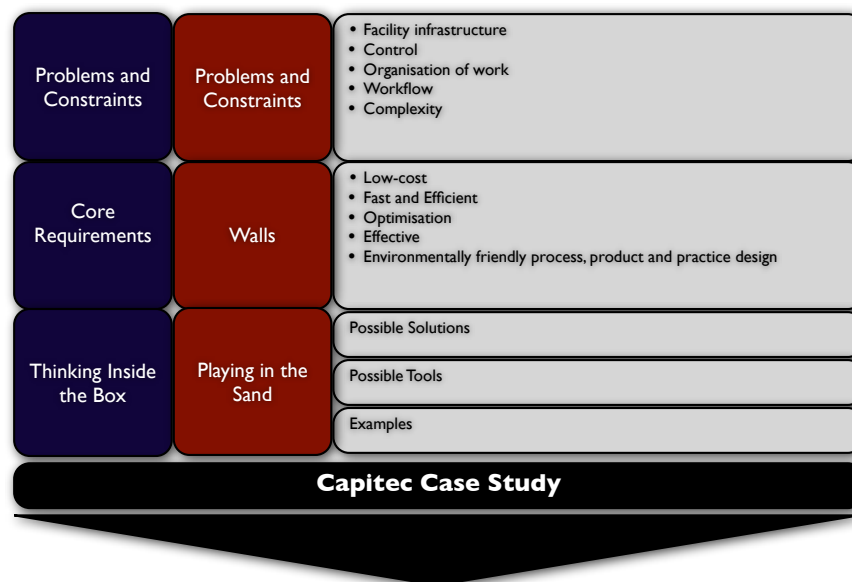 Problems and
Constraints
Problems and
Constraints
• Facility infrastructure
• Control
• Organisation of work
• Workflow
• Complexity
Core
Requirements
Walls
• Low-cost
• Fast and Efficient
• Optimisation
• Effective
• Environmentally friendly process, product and practice design
Thinking Inside
the Box
Playing in the
Sand
Possible Solutions
Possible Tools
Examples
Capitec Case Study